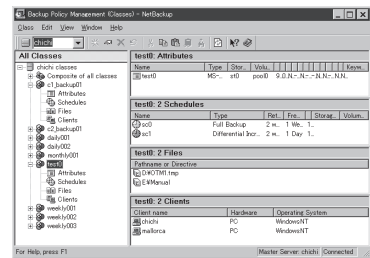 Backup Policy Management (Classes) - NetBackup
Class Edit View Window Help
chichi
All Classes
chichi classes
Composite of all classes
c1_backup01
Attributes
Schedules
Files
Clients
c2_backup01
daily001
daily002
monthly001
test0
Attributes
Schedules
Files
Clients
weekly001
weekly002
weekly003
test0: Attributes
Name Type Stor... Volu... Keyw...
test0 MS-... st0 pool0 9.0..N.-..N..-.N.N.. N.N..
test0: 2 Schedules
Name Type Ret... Fre... Storag... Volum...
sc0 Full Backup 2 w... 1 We... 1...
sc1 Differential Incr... 2 w... 1 Day 1...
test0: 2 Files
Pathname or Directive
D:¥OTM1.tmp
E:¥Manual
test0: 2 Clients
Client name Hardware Operating System
chichi PC WindowsNT
mallorca PC WindowsNT
For Help, press F1 Master Server: chichi Connected